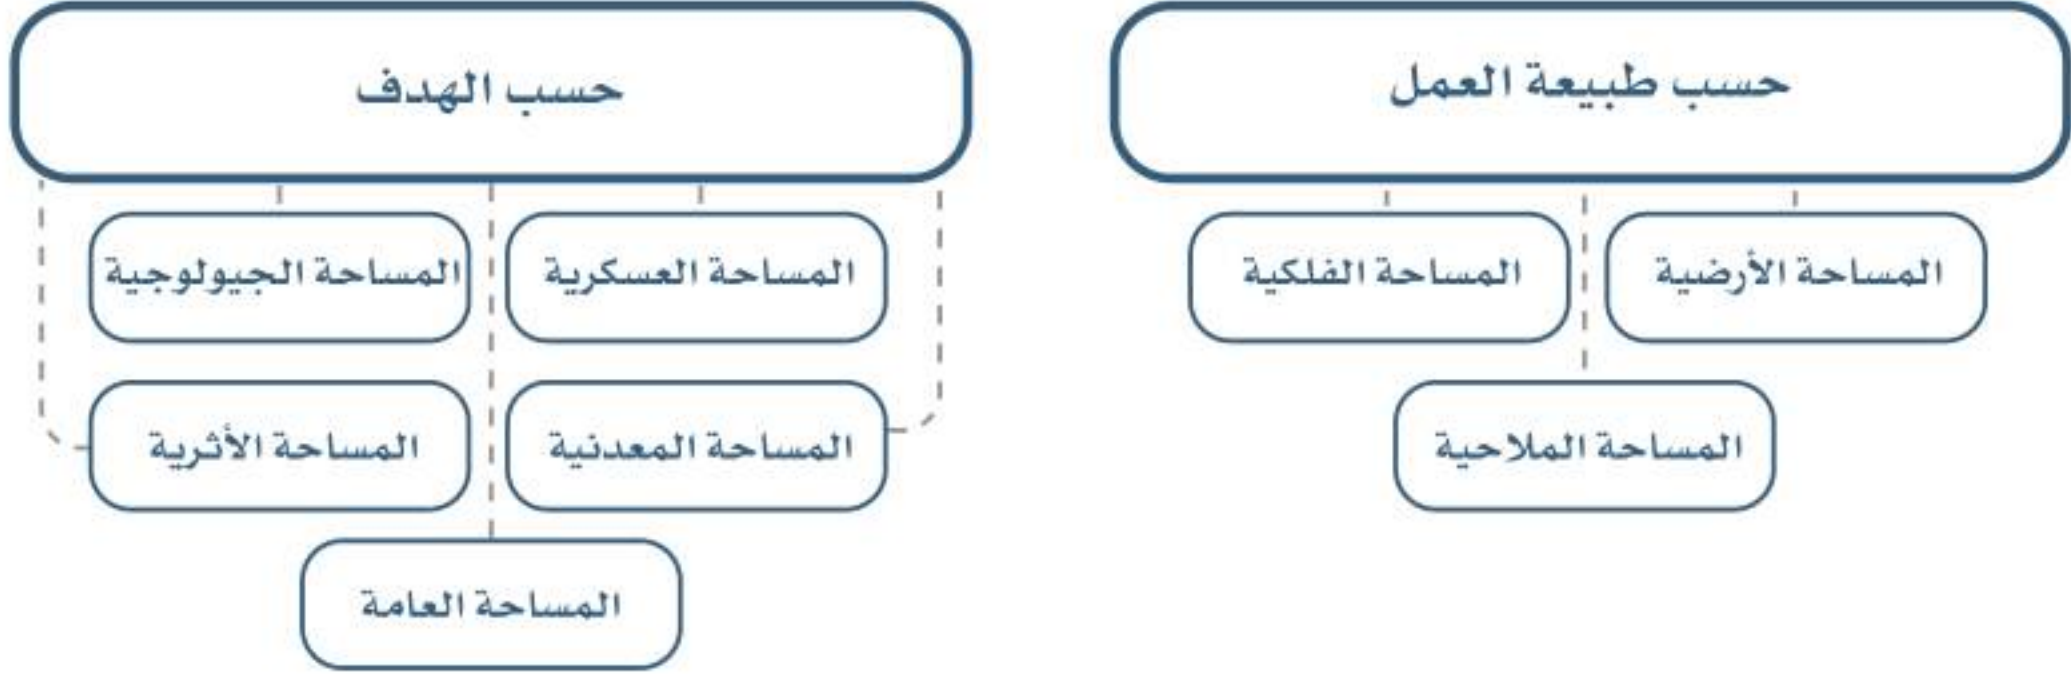 حسب طبيعة العمل
المساحة الأرضية
المساحة الفلكية
المساحة الملاحية
حسب الهدف
المساحة العسكرية
المساحة الجيولوجية
المساحة المعدنية
المساحة الأثرية
المساحة العامة